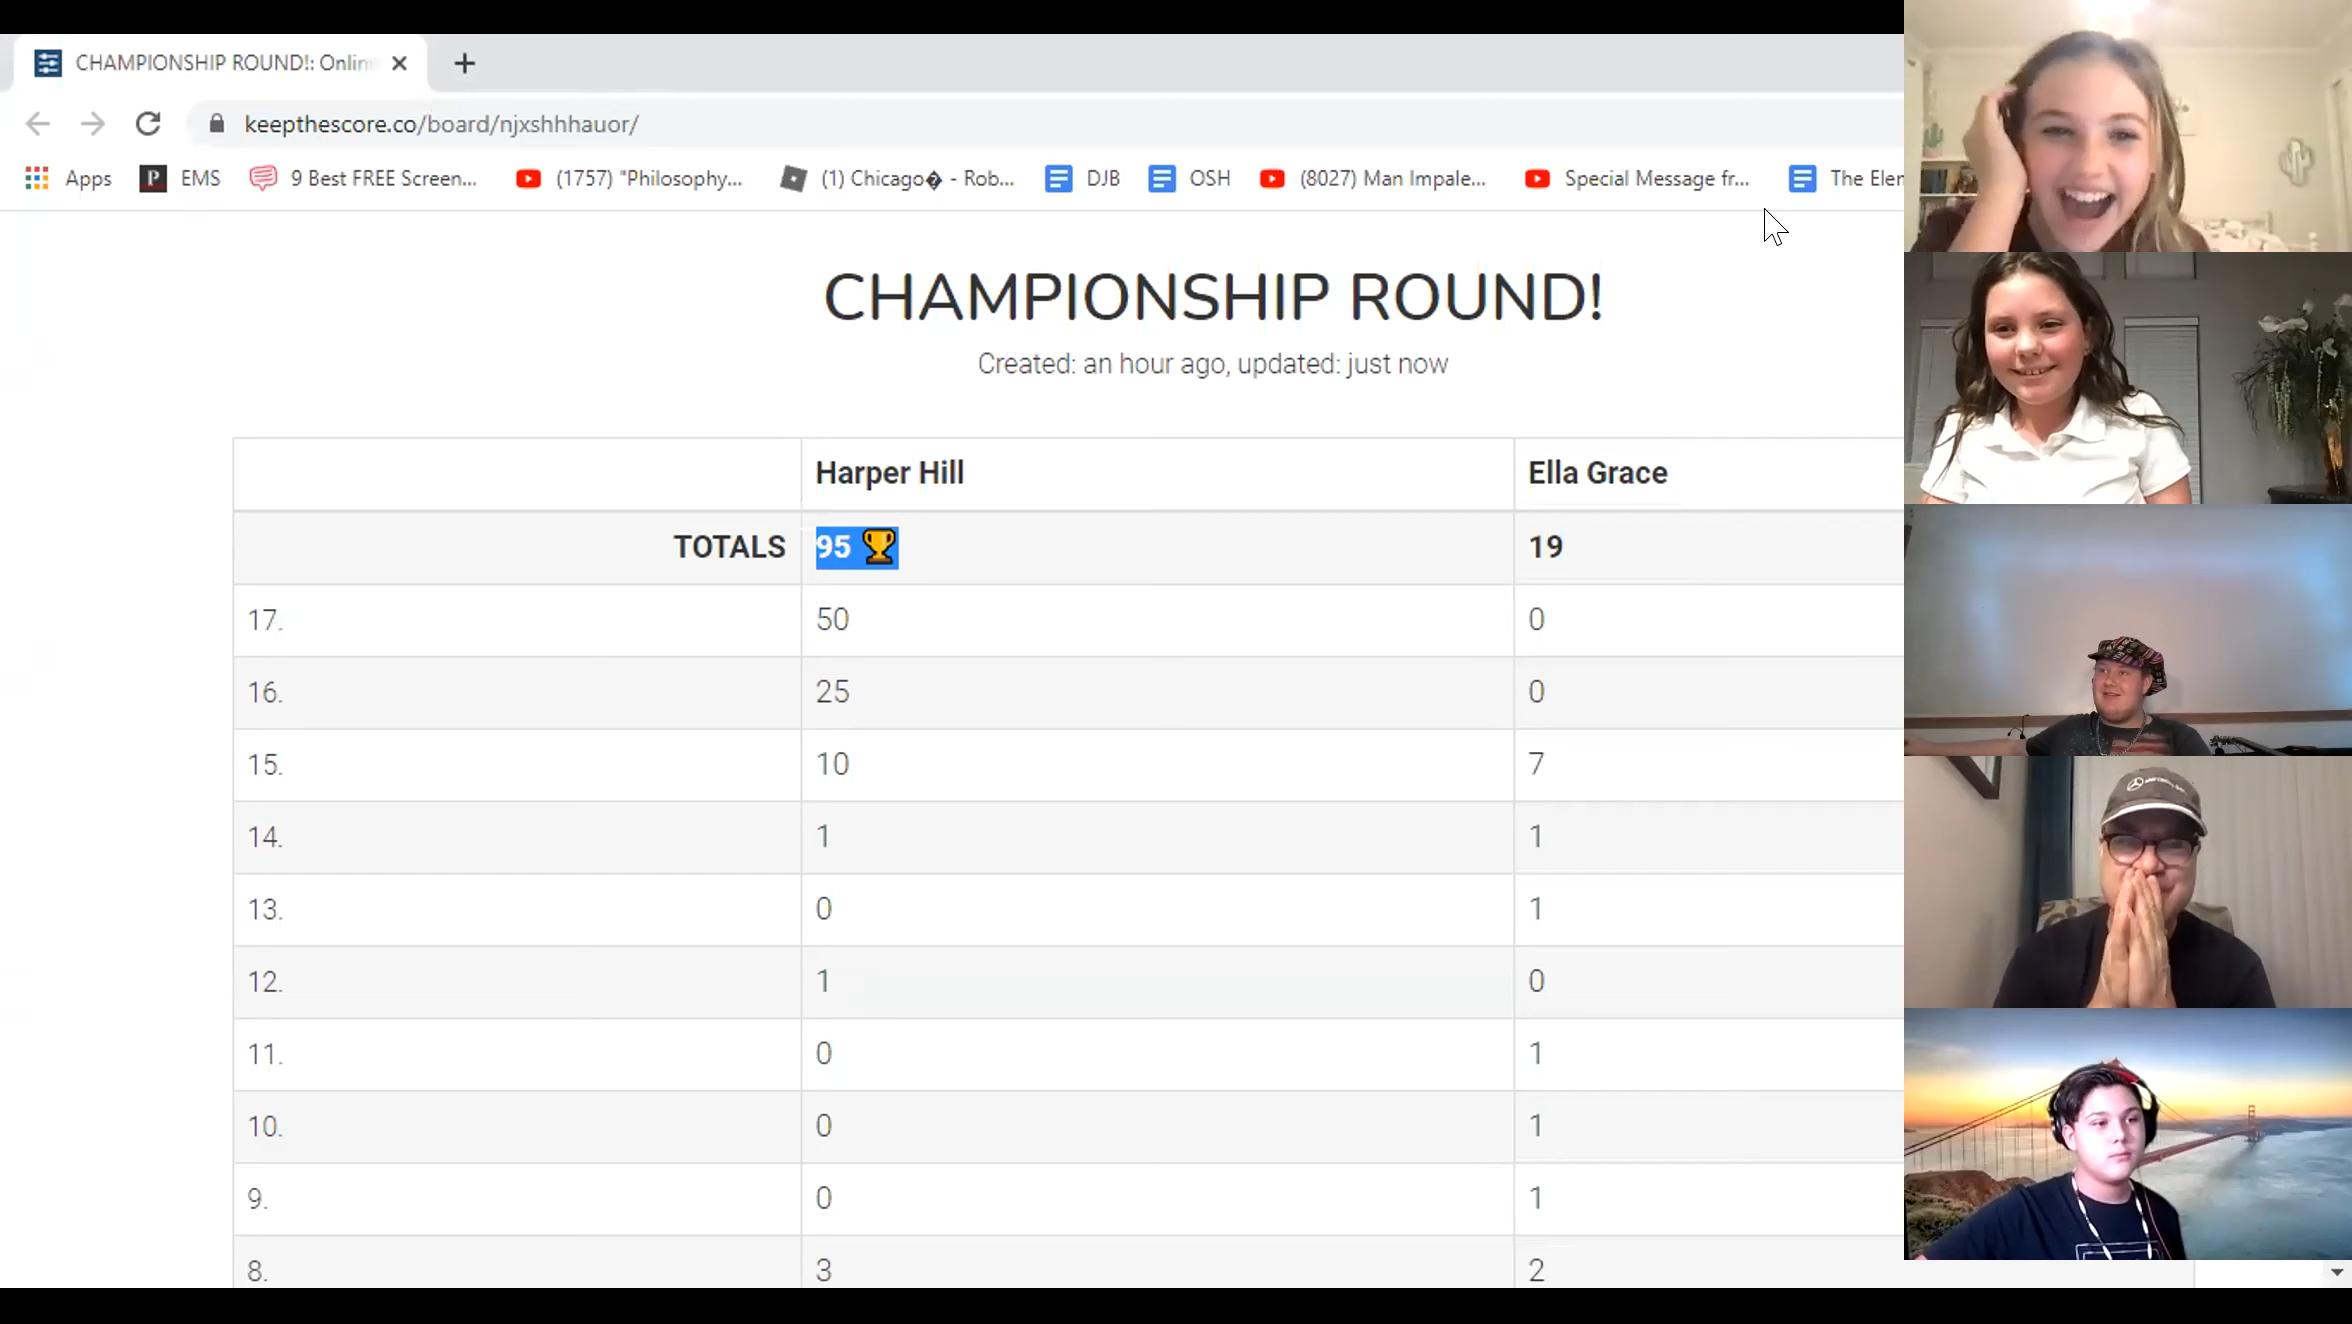 CHAMPIONSHIP ROUND!: Onlin
keepthescore.co/board/njxshhhauor/
Apps EMS 9 Best FREE Screen... (1757) "Philosophy... (1) Chicago� - Rob... DJB OSH (8027) Man Impale... Special Message fr... The Eler
CHAMPIONSHIP ROUND!
Created: an hour ago, updated: just now
Harper Hill Ella Grace
TOTALS 95 🏆 19
17. 50 0
16. 25 0
15. 10 7
14. 1 1
13. 0 1
12. 1 0
11. 0 1
10. 0 1
9. 0 1
8. 3 2